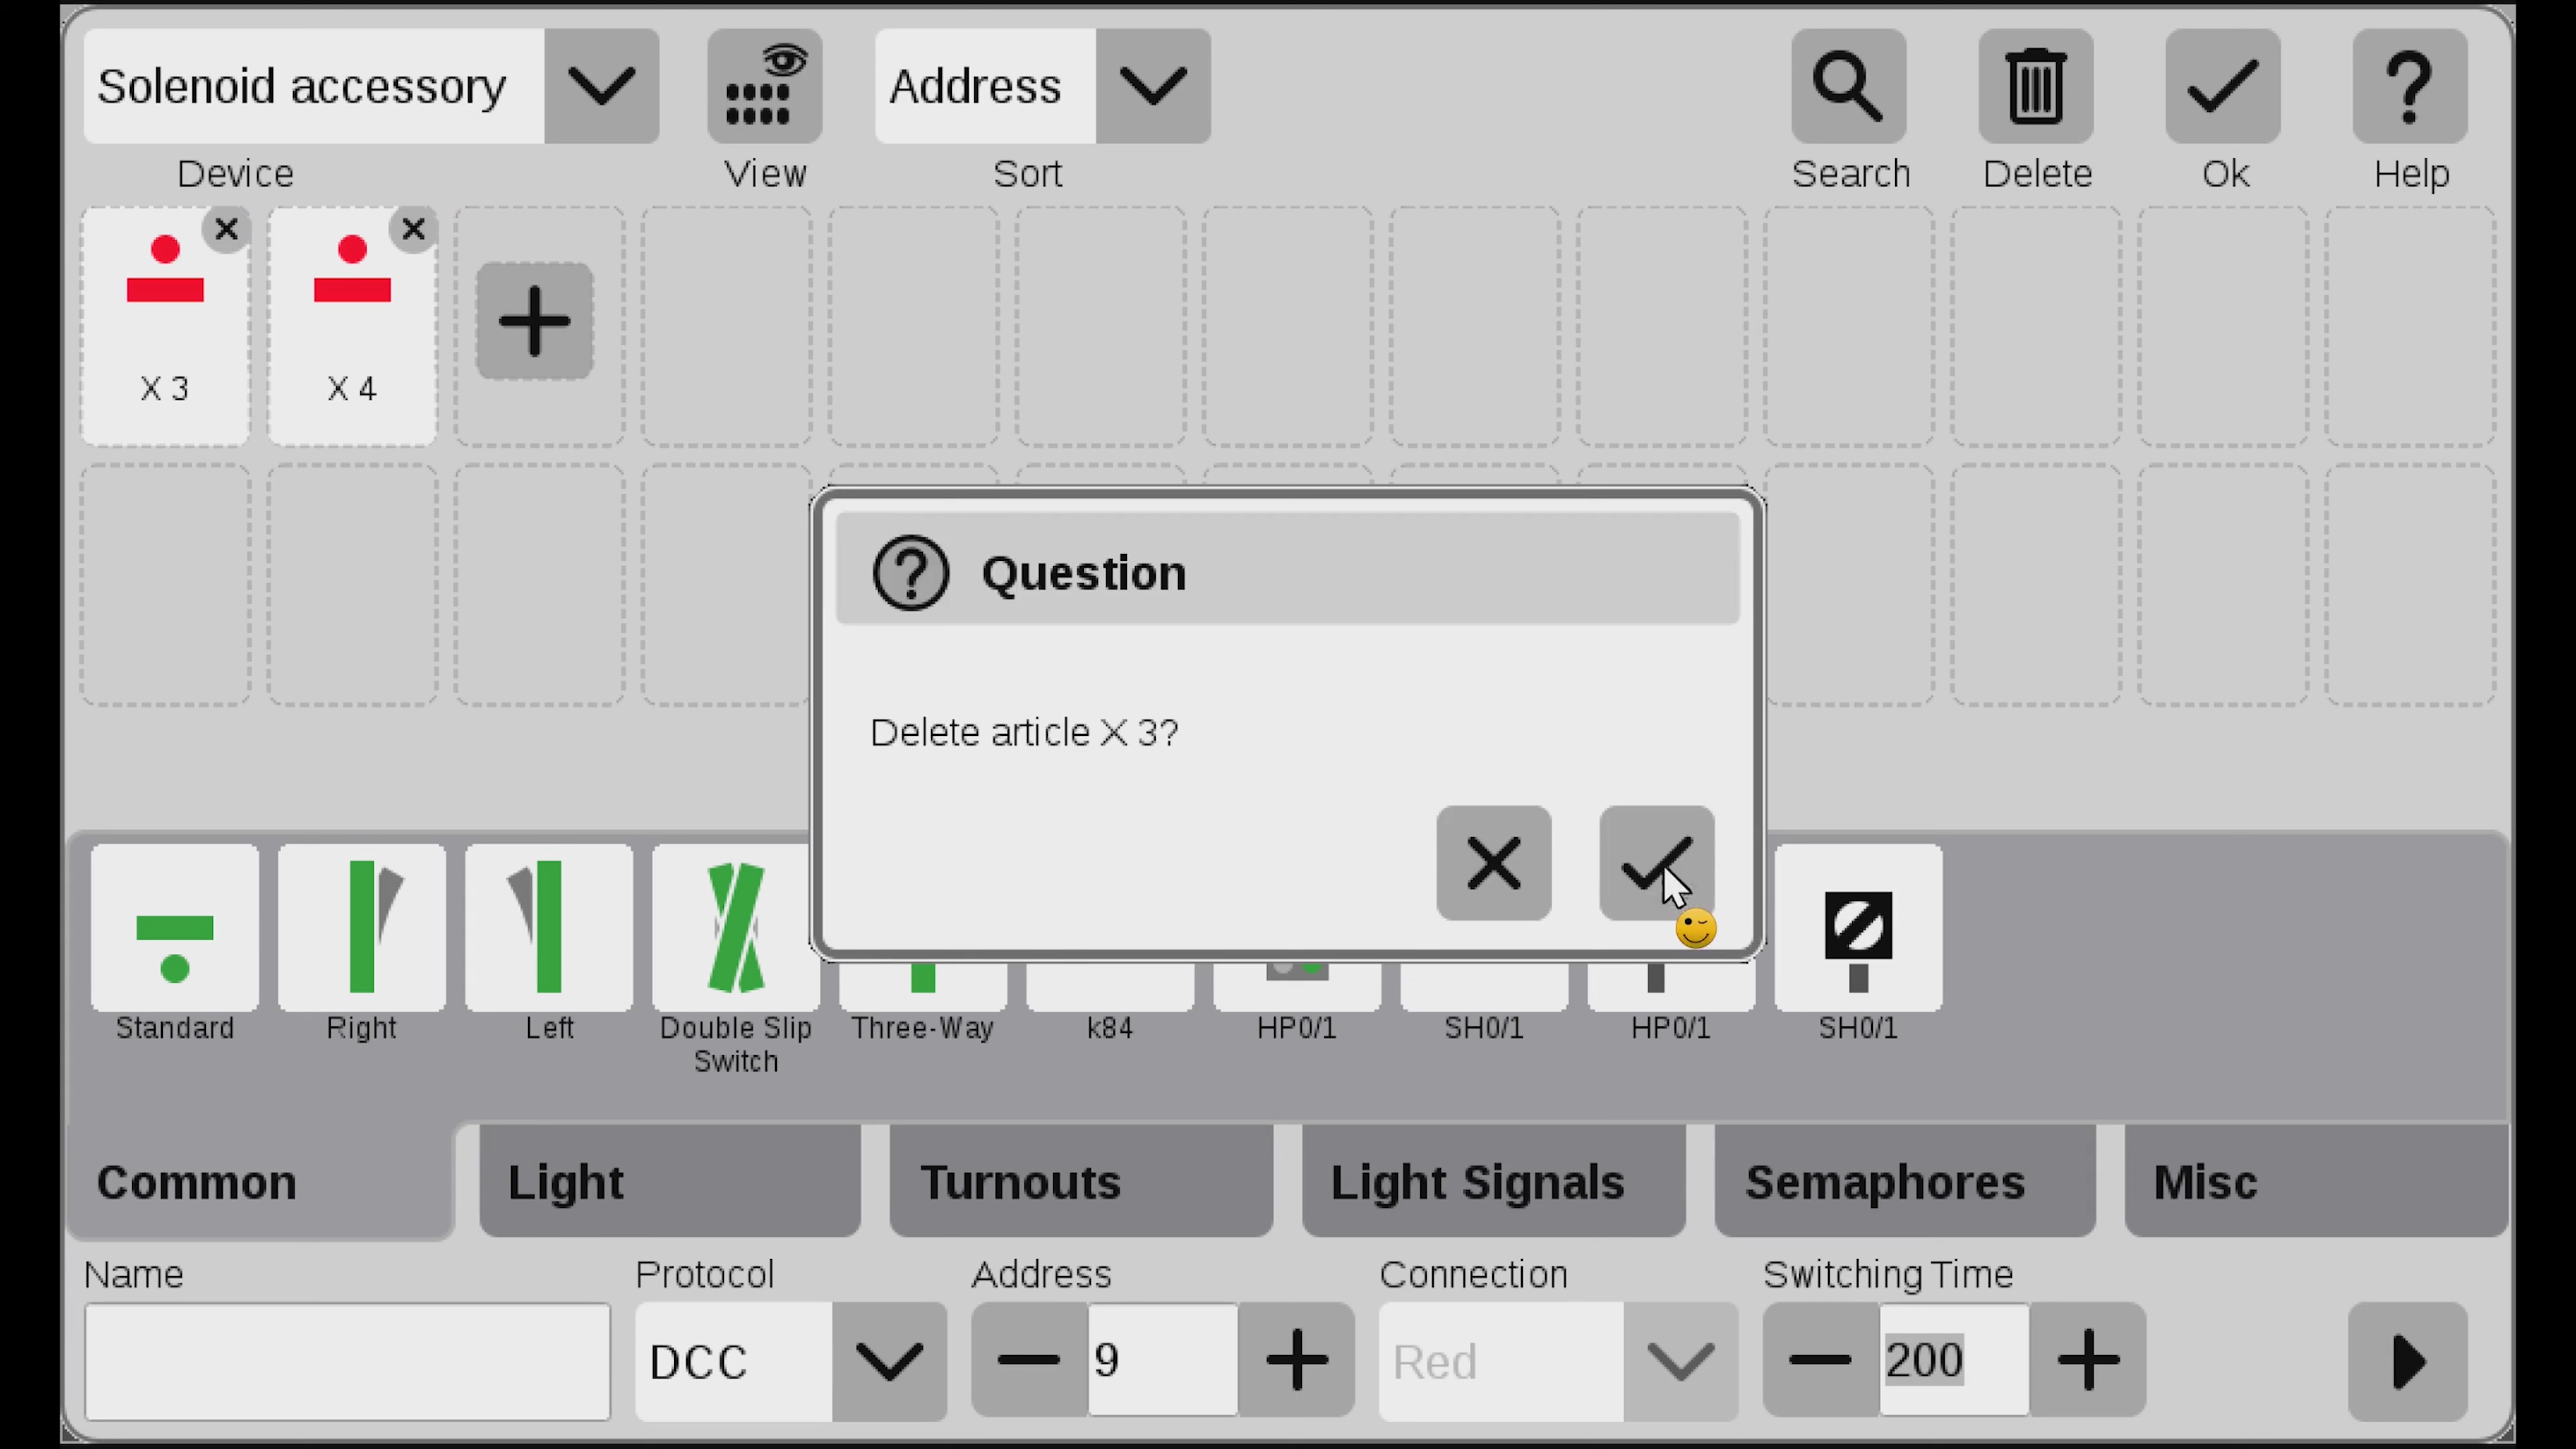 Solenoid accessory
Address
Device
View
Sort
Search
Delete
Ok
Help
X 3
X 4
Question
Delete article X 3?
Standard
Right
Left
Double Slip
Switch
Three-Way
k84
HP0/1
SH0/1
HP0/1
SH0/1
Common
Light
Turnouts
Light Signals
Semaphores
Misc
Name
Protocol
Address
Connection
Switching Time
DCC
9
Red
200